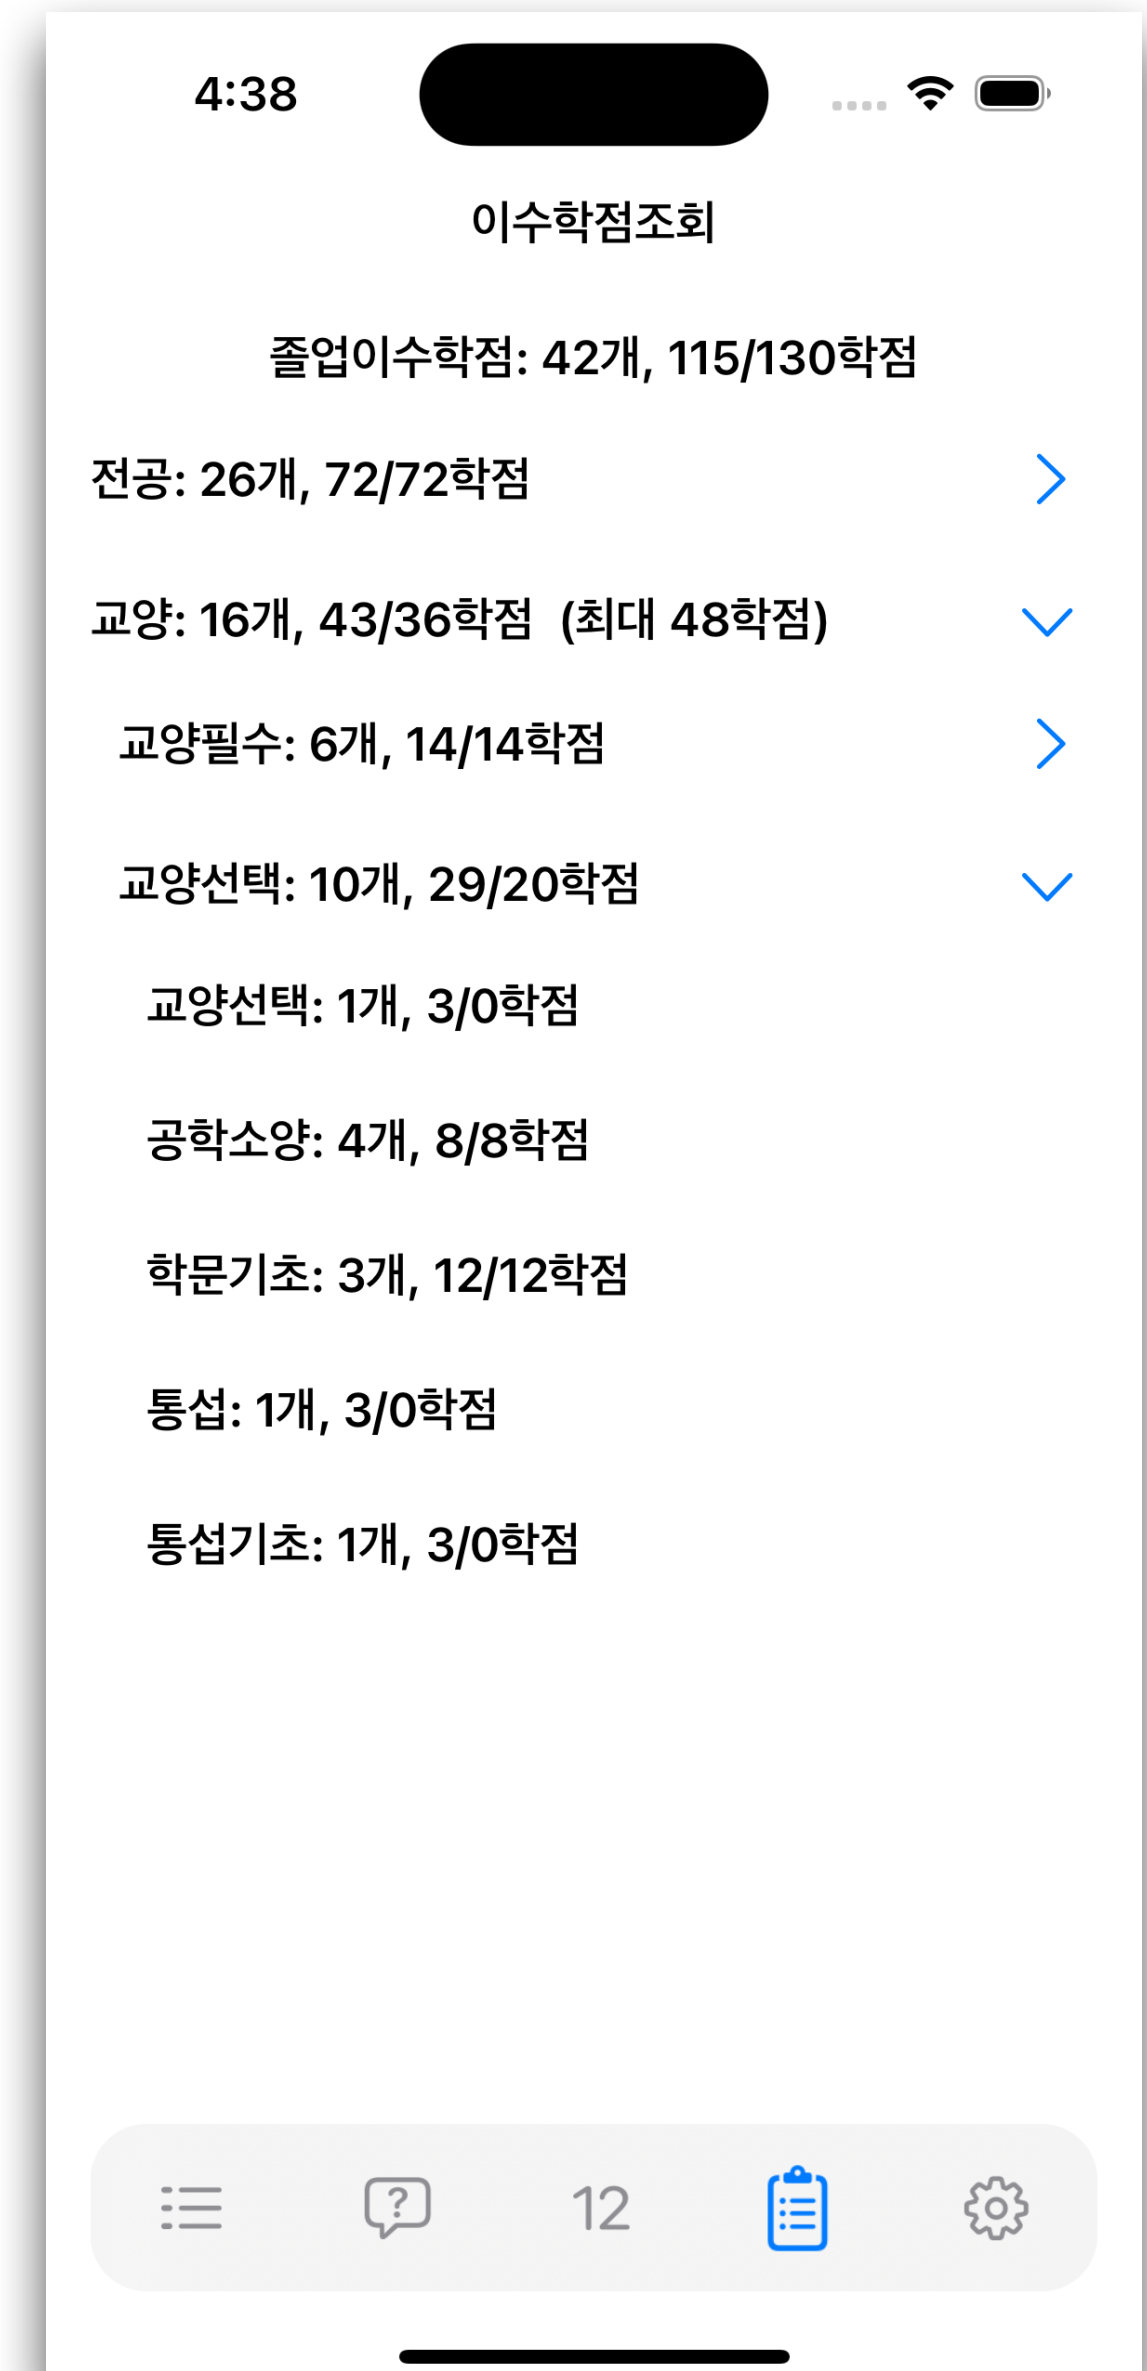 4:38
이수학점조회
졸업이수학점: 42개, 115/130학점
전공: 26개, 72/72학점
교양: 16개, 43/36학점 (최대 48학점)
교양필수: 6개, 14/14학점
교양선택: 10개, 29/20학점
교양선택: 1개, 3/0학점
공학소양: 4개, 8/8학점
학문기초: 3개, 12/12학점
통섭: 1개, 3/0학점
통섭기초: 1개, 3/0학점
? 12